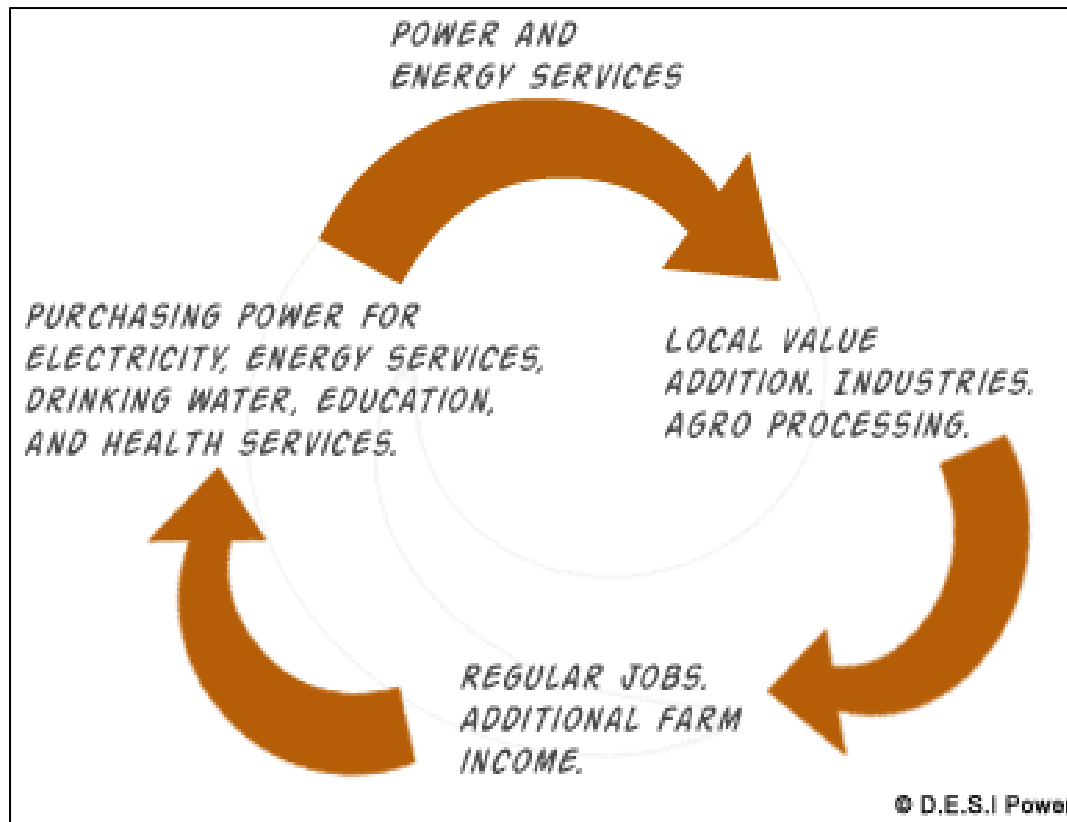 POWER AND
ENERGY SERVICES
PURCHASING POWER FOR
ELECTRICITY, ENERGY SERVICES,
DRINKING WATER, EDUCATION,
AND HEALTH SERVICES.
LOCAL VALUE
ADDITION. INDUSTRIES.
AGRO PROCESSING.
REGULAR JOBS.
ADDITIONAL FARM
INCOME.
© D.E.S.I Power